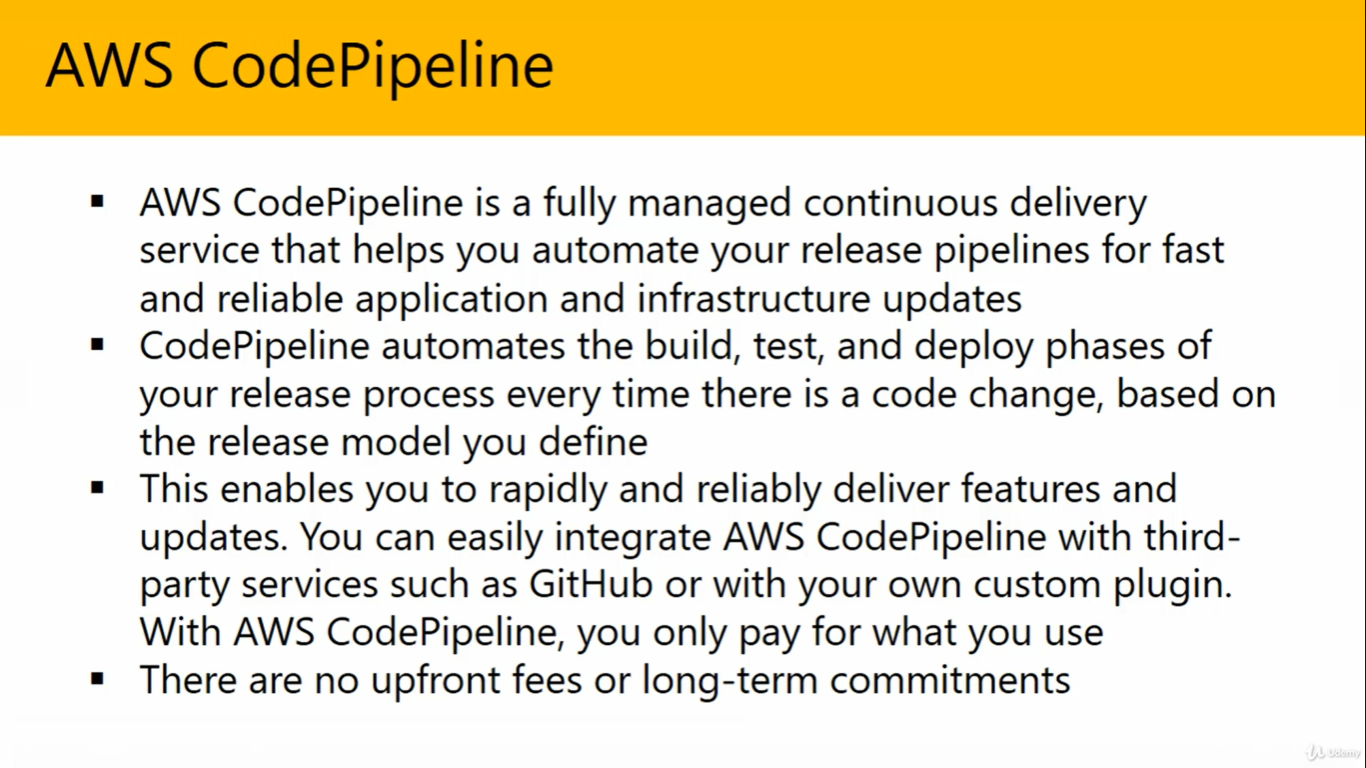 AWS CodePipeline
▪ AWS CodePipeline is a fully managed continuous delivery
service that helps you automate your release pipelines for fast
and reliable application and infrastructure updates
▪ CodePipeline automates the build, test, and deploy phases of
your release process every time there is a code change, based on
the release model you define
▪ This enables you to rapidly and reliably deliver features and
updates. You can easily integrate AWS CodePipeline with third-
party services such as GitHub or with your own custom plugin.
With AWS CodePipeline, you only pay for what you use
▪ There are no upfront fees or long-term commitments
Udemy